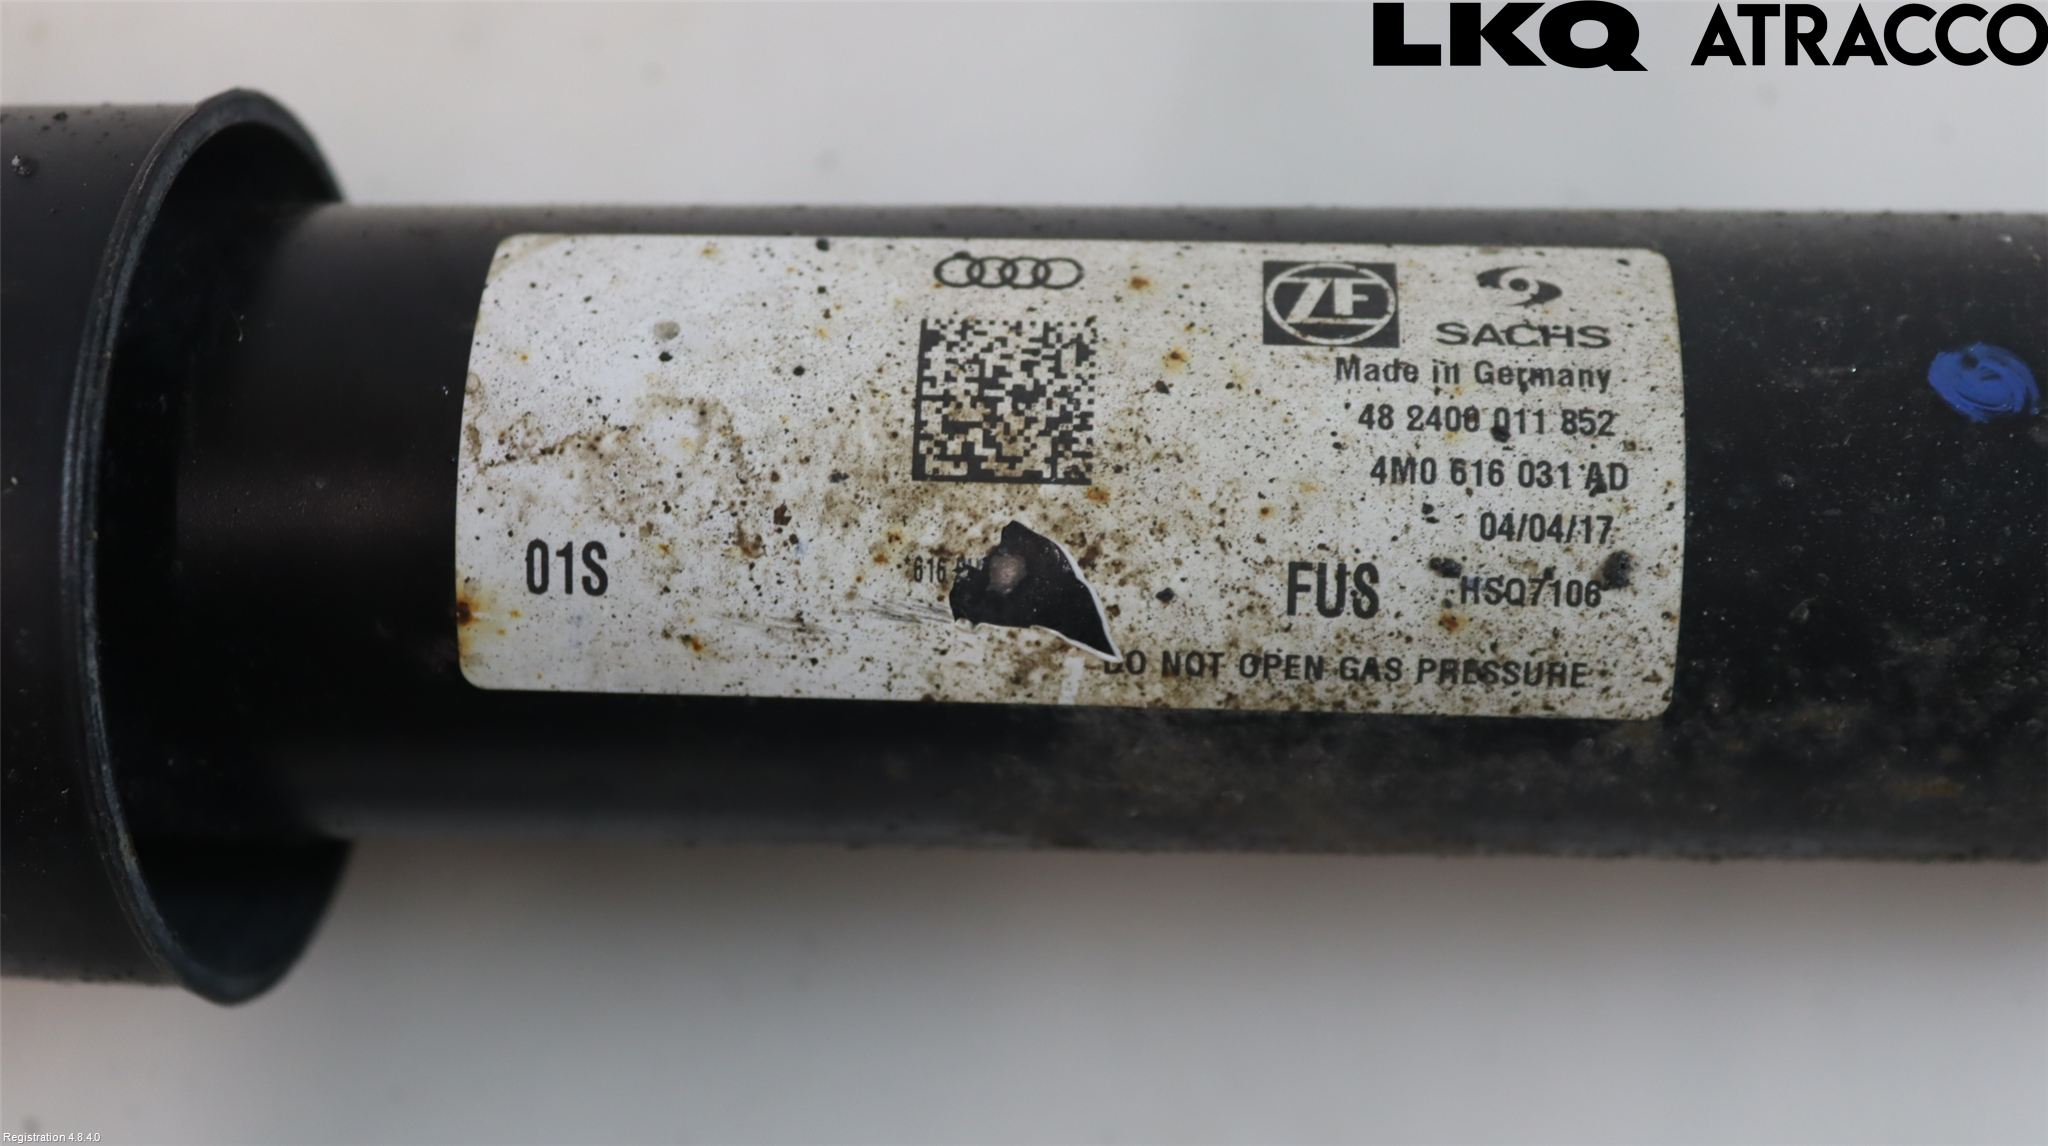 LKQ ATRACCO
ZF
SACHS
Made in Germany
48 2400 011 852
4M0 616 031 AD
04/04/17
01S
616
FUS
HSQ7106
DO NOT OPEN GAS PRESSURE
Registration 4.8.4.0